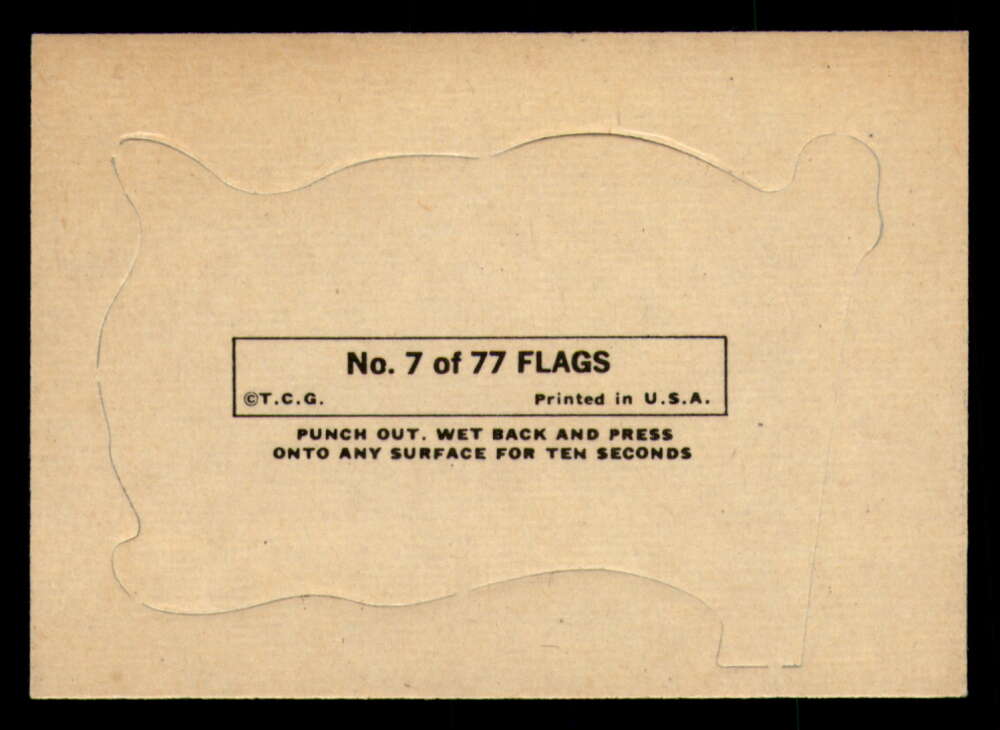 No. 7 of 77 FLAGS
©T.C.G. Printed in U.S.A.
PUNCH OUT. WET BACK AND PRESS
ONTO ANY SURFACE FOR TEN SECONDS